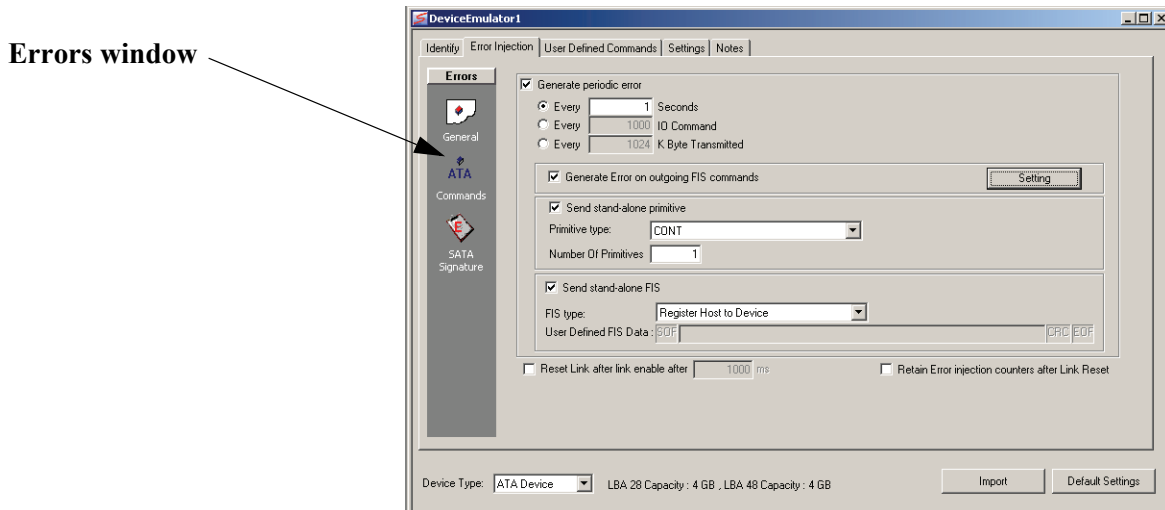 Errors window
DeviceEmulator1
Identify Error Injection User Defined Commands Settings Notes
Errors
General
ATA
Commands
E
SATA
Signature
Generate periodic error
Every 1 Seconds
Every 1000 IO Command
Every 1024 K Byte Transmitted
Generate Error on outgoing FIS commands Setting
Send stand-alone primitive
Primitive type: CONT
Number Of Primitives 1
Send stand-alone FIS
FIS type: Register Host to Device
User Defined FIS Data : SOF CRC EOF
Reset Link after link enable after 1000 ms Retain Error injection counters after Link Reset
Device Type: ATA Device LBA 28 Capacity : 4 GB , LBA 48 Capacity : 4 GB Import Default Settings